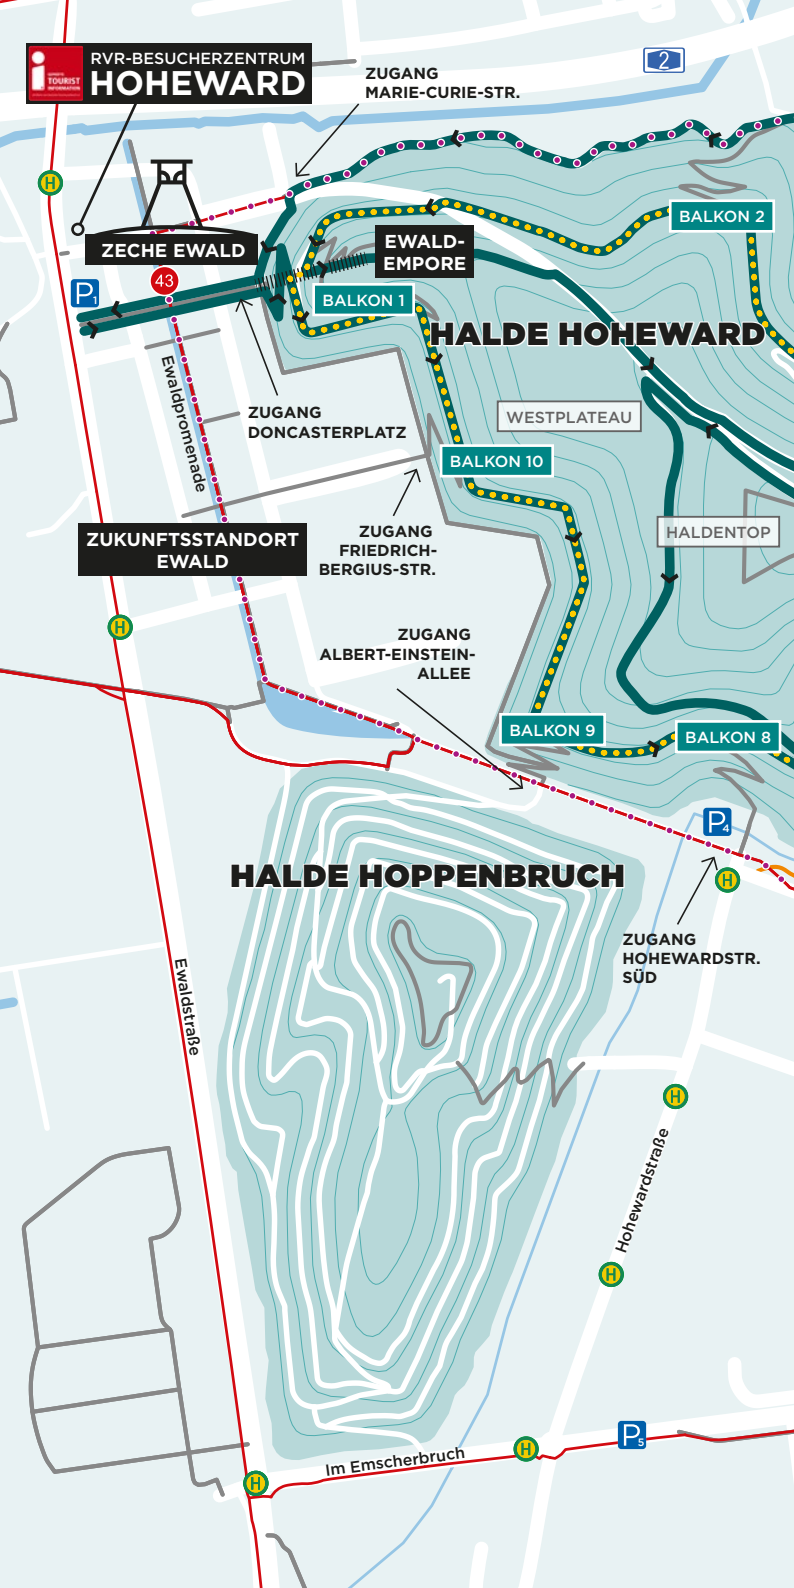 i
TOURIST
INFORMATION
RVR-BESUCHERZENTRUM
HOHEWARD
ZUGANG
MARIE-CURIE-STR.
2
H
BALKON 2
ZECHE EWALD
EWALD-
EMPORE
43
P1
BALKON 1
HALDE HOHEWARD
Ewaldpromenade
ZUGANG
DONCASTERPLATZ
WESTPLATEAU
BALKON 10
HALDENTOP
ZUKUNFTSSTANDORT
EWALD
ZUGANG
FRIEDRICH-
BERGIUS-STR.
H
ZUGANG
ALBERT-EINSTEIN-
ALLEE
BALKON 9
BALKON 8
P4
HALDE HOPPENBRUCH
H
ZUGANG
HOHEWARDSTR.
SÜD
Ewaldstraße
H
Hohewardstraße
H
P5
H
Im Emscherbruch
H